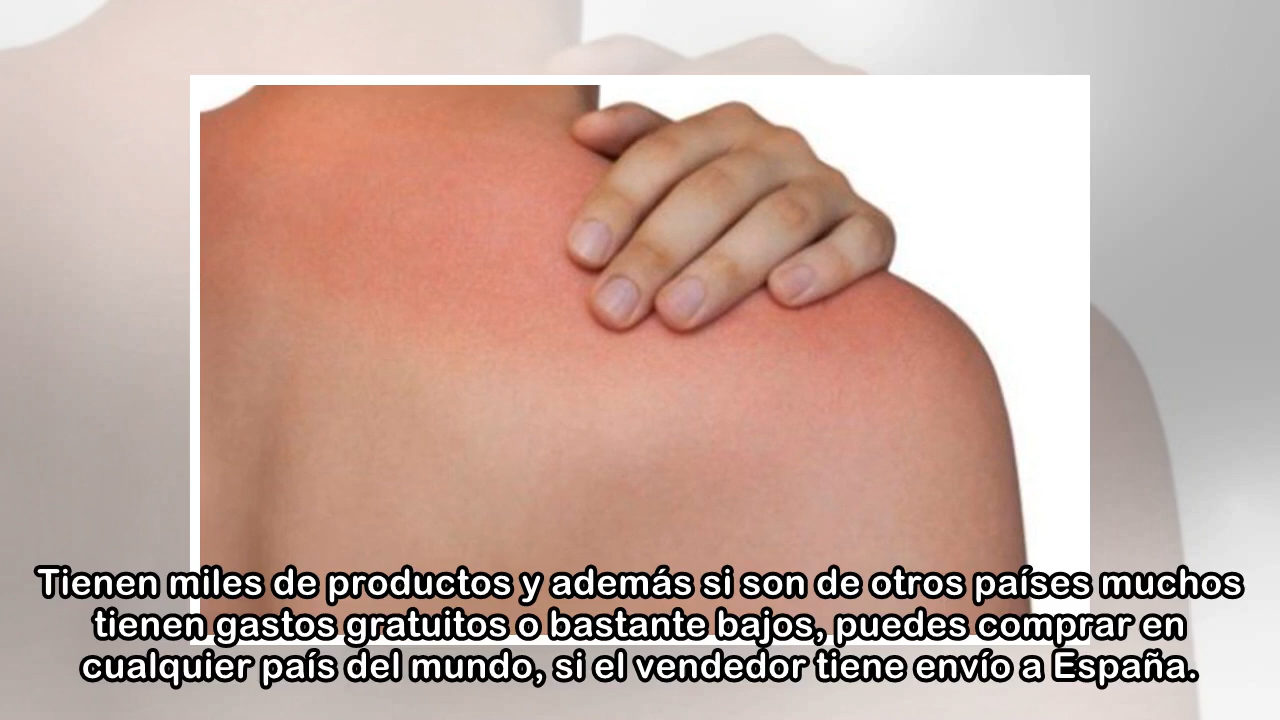 Tienen miles de productos y además si son de otros países muchos
tienen gastos gratuitos o bastante bajos, puedes comprar en
cualquier país del mundo, si el vendedor tiene envío a España.